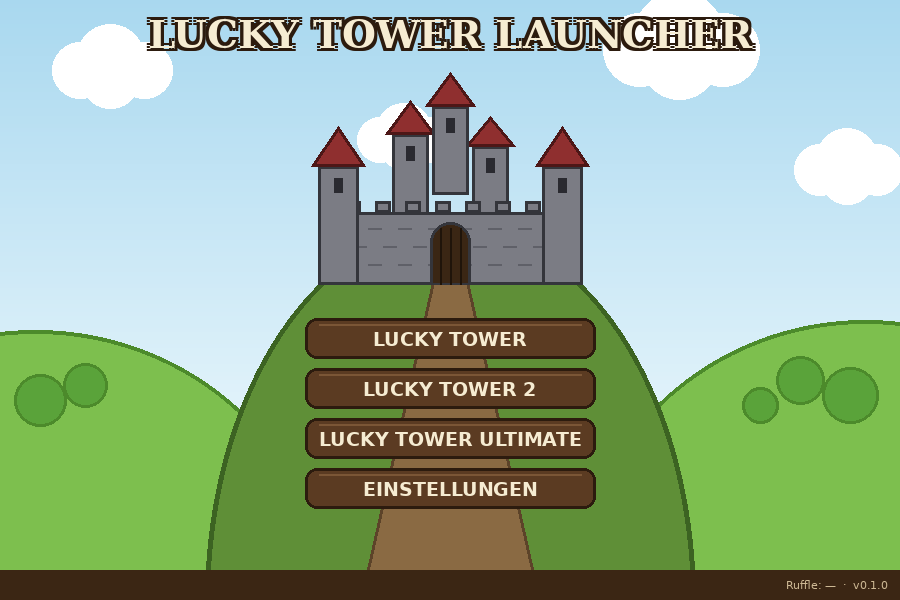 LUCKY TOWER LAUNCHER
LUCKY TOWER
LUCKY TOWER 2
LUCKY TOWER ULTIMATE
EINSTELLUNGEN
Ruffle: — · v0.1.0